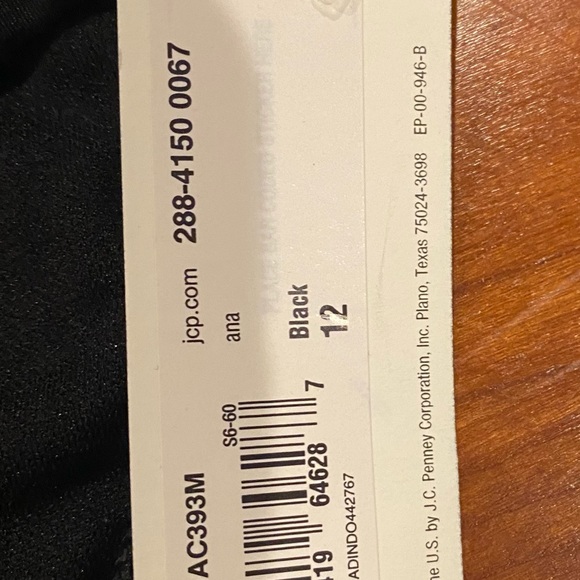 jcp.com 288-4150 0067
ana
Black
12
AC393M
S6-60
19 64628 7
ADINDO442767
e U.S. by J.C. Penney Corporation, Inc. Plano, Texas 75024-3698 EP-00-946-B